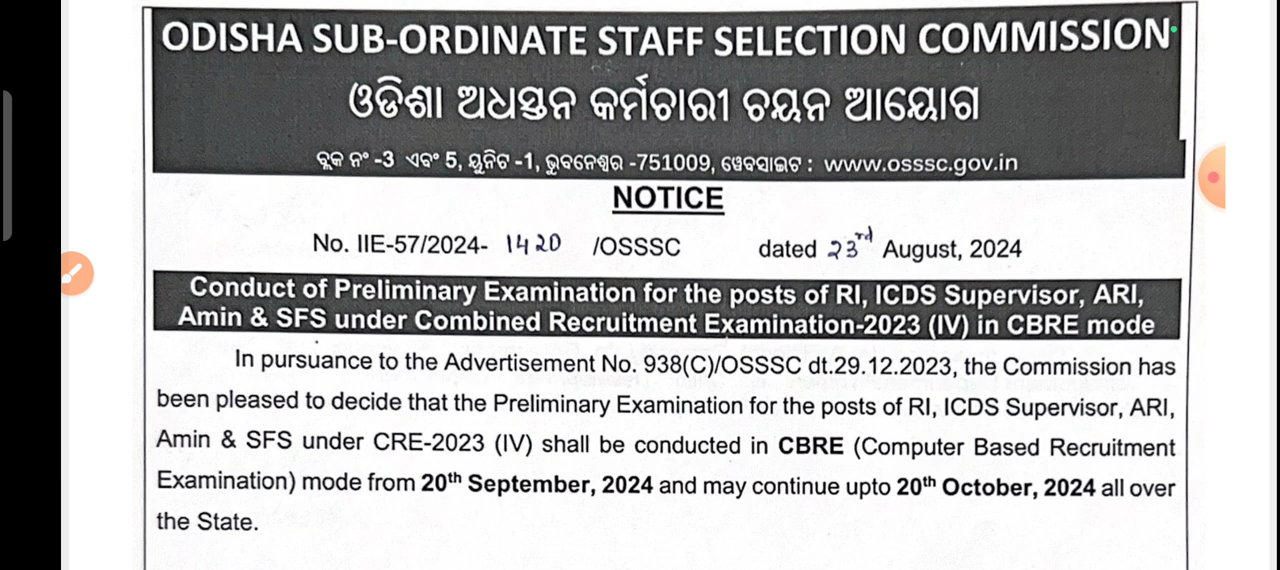 ODISHA SUB-ORDINATE STAFF SELECTION COMMISSION
ଓଡିଶା ଅଧସ୍ତନ କର୍ମଚାରୀ ଚୟନ ଆୟୋଗ
ବ୍ଲକ ନଂ -3 ଏବଂ 5, ୟୁନିଟ -1, ଭୁବନେଶ୍ୱର -751009, ୱେବସାଇଟ : www.osssc.gov.in
NOTICE
No. IIE-57/2024- 1420 /OSSSC dated 23rd August, 2024
Conduct of Preliminary Examination for the posts of RI, ICDS Supervisor, ARI,
Amin & SFS under Combined Recruitment Examination-2023 (IV) in CBRE mode
In pursuance to the Advertisement No. 938(C)/OSSSC dt.29.12.2023, the Commission has
been pleased to decide that the Preliminary Examination for the posts of RI, ICDS Supervisor, ARI,
Amin & SFS under CRE-2023 (IV) shall be conducted in CBRE (Computer Based Recruitment
Examination) mode from 20th September, 2024 and may continue upto 20th October, 2024 all over
the State.